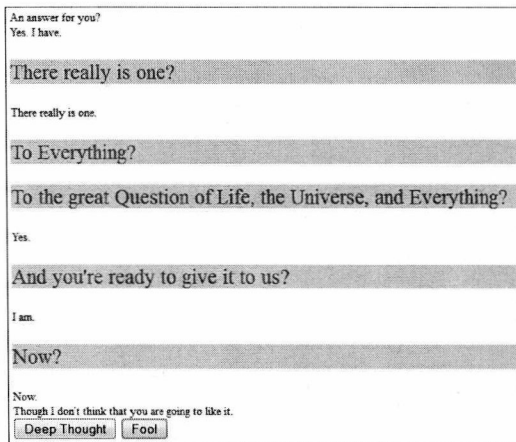 An answer for you?
Yes. I have.
There really is one?
There really is one.
To Everything?
To the great Question of Life, the Universe, and Everything?
Yes.
And you're ready to give it to us?
I am.
Now?
Now.
Though I don't think that you are going to like it.
Deep Thought Fool